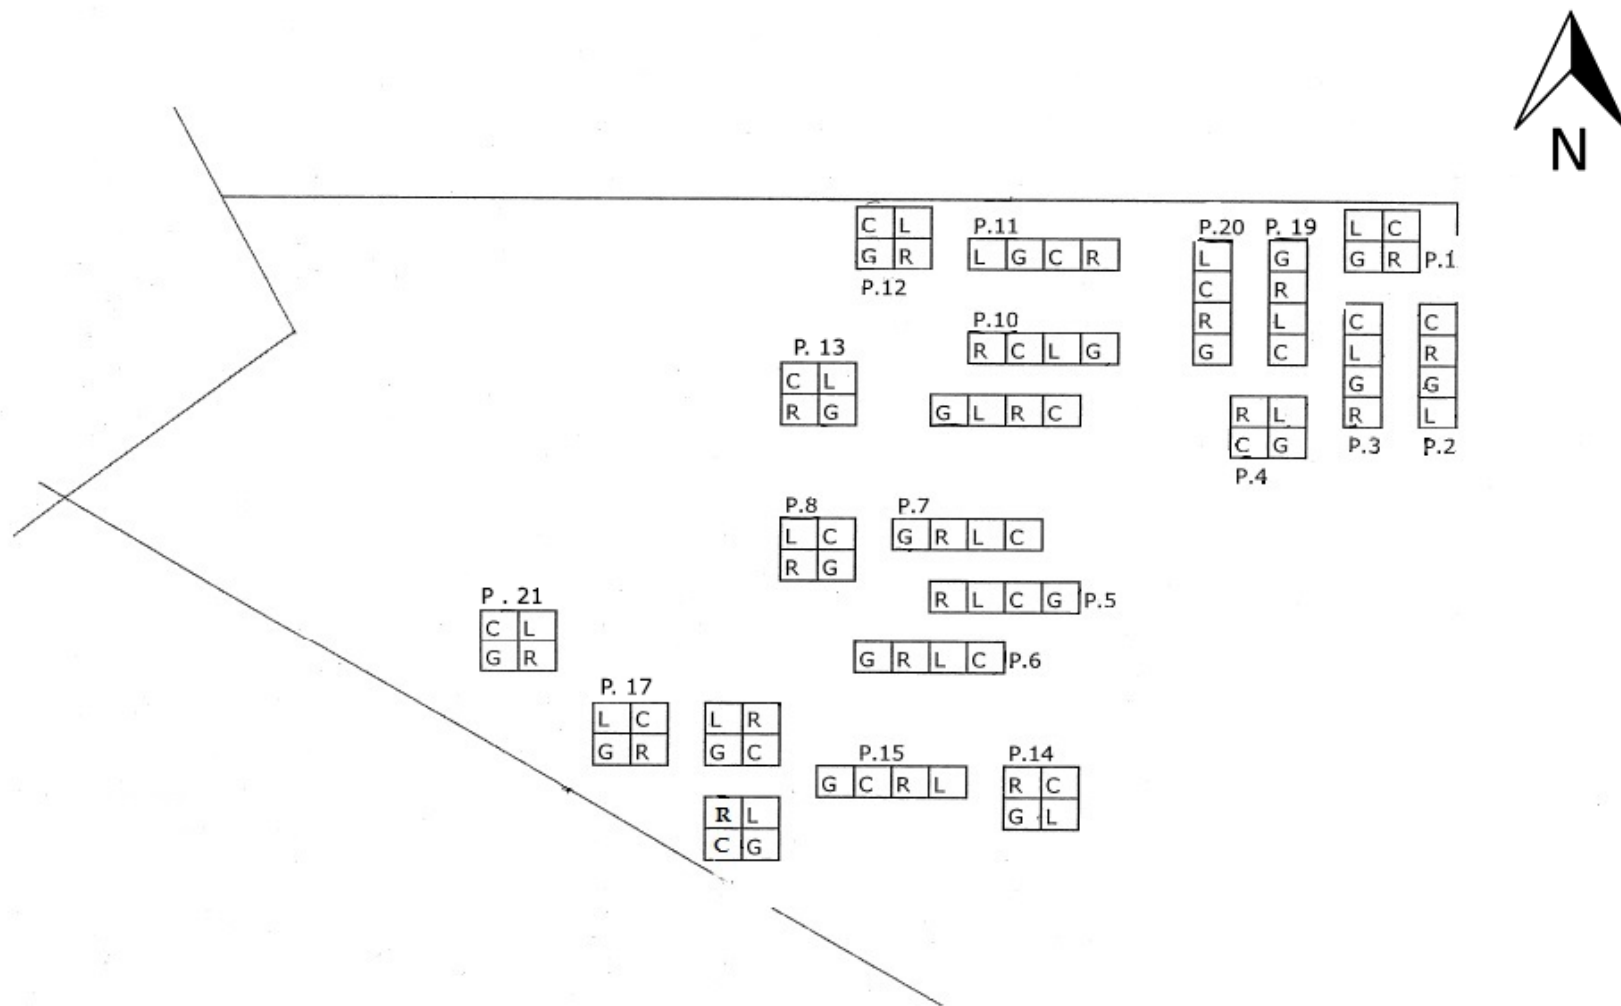 N
C L
G R
P.12
P.11
L G C R
P.20
L
C
R
G
P. 19
G
R
L
C
L C
G R
P.1
P.10
R C L G
C
L
G
R
P.3
C
R
G
L
P.2
P. 13
C L
R G
G L R C
R L
C G
P.4
P.8
L C
R G
P.7
G R L C
R L C G P.5
P . 21
C L
G R
G R L C P.6
P. 17
L C
G R
L R
G C
P.15
G C R L
P.14
R C
G L
R L
C G